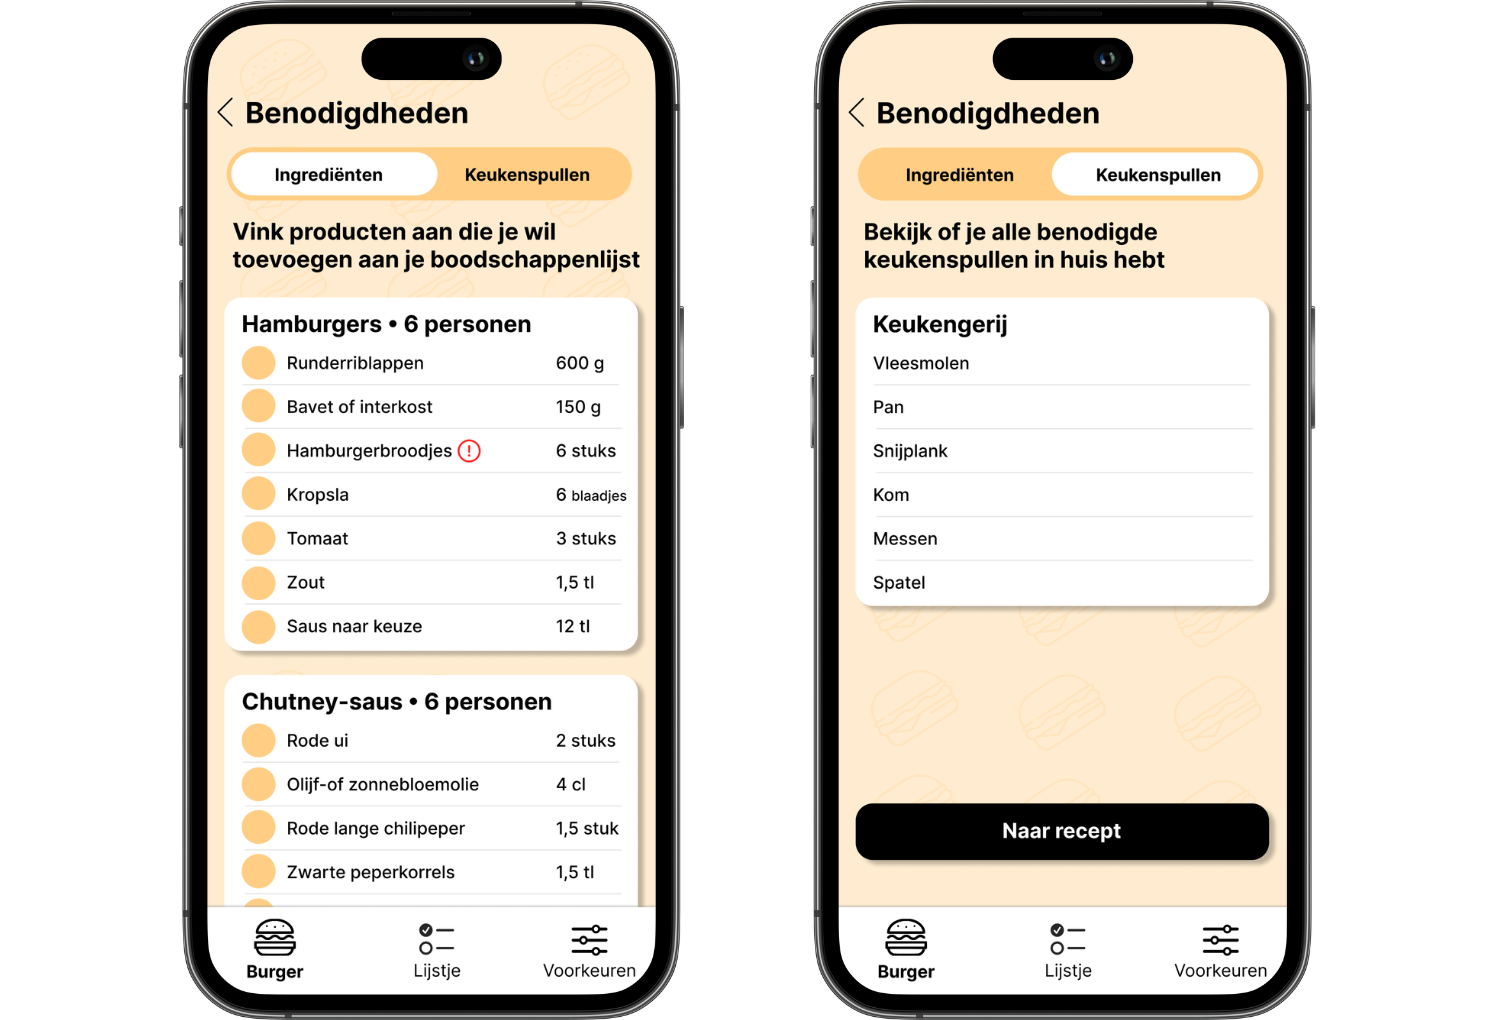 Benodigdheden
Ingrediënten Keukenspullen
Vink producten aan die je wil
toevoegen aan je boodschappenlijst
Hamburgers • 6 personen
Runderriblappen 600 g
Bavet of interkost 150 g
Hamburgerbroodjes ! 6 stuks
Kropsla 6 blaadjes
Tomaat 3 stuks
Zout 1,5 tl
Saus naar keuze 12 tl
Chutney-saus • 6 personen
Rode ui 2 stuks
Olijf-of zonnebloemolie 4 cl
Rode lange chilipeper 1,5 stuk
Zwarte peperkorrels 1,5 tl
Burger Lijstje Voorkeuren
Benodigdheden
Ingrediënten Keukenspullen
Bekijk of je alle benodigde
keukenspullen in huis hebt
Keukengerij
Vleesmolen
Pan
Snijplank
Kom
Messen
Spatel
Naar recept
Burger Lijstje Voorkeuren